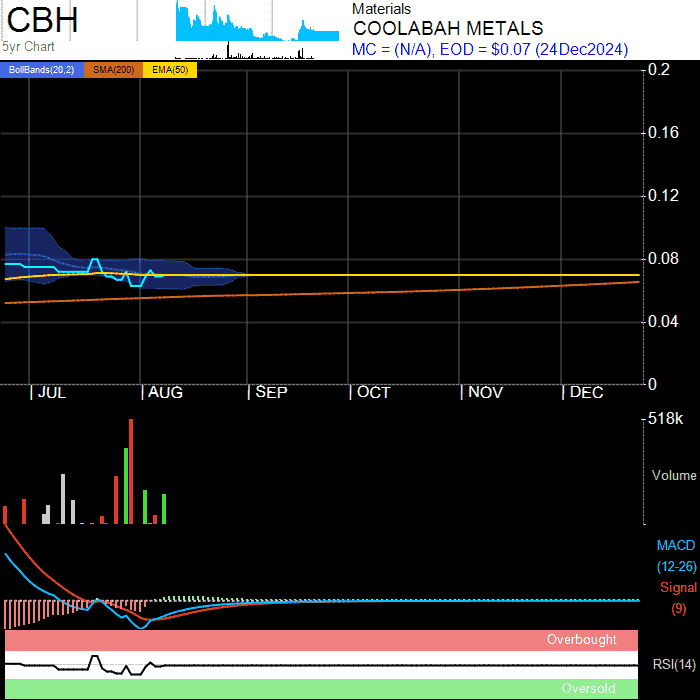 CBH
5yr Chart
Materials
COOLABAH METALS
MC = (N/A), EOD = $0.07 (24Dec2024)
BollBands(20,2) SMA(200) EMA(50)
0.2
0.16
0.12
0.08
0.04
0
JUL AUG SEP OCT NOV DEC
518k
Volume
MACD
(12-26)
Signal
(9)
Overbought
RSI(14)
Oversold